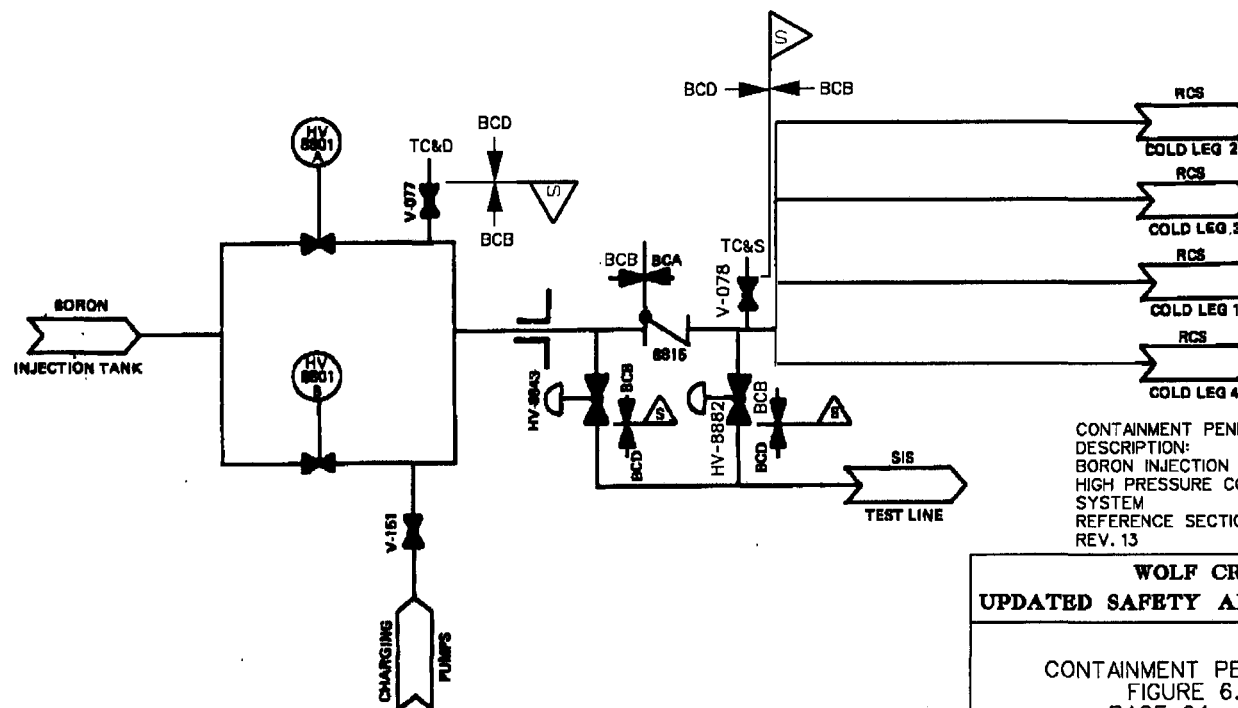 S
BCD
BCB
RCS
COLD LEG 2
RCS
COLD LEG 3
RCS
COLD LEG 1
RCS
COLD LEG 4
HV
8801
A
TC&D
V-077
BCD
S
BCB
BCB
BCA
TC&S
V-078
8815
BORON
INJECTION TANK
HV
8801
B
HV-8843
BCB
S
BCD
HV-8882
BCB
BCD
SIS
TEST LINE
V-151
CHARGING
PUMPS
CONTAINMENT PEN
DESCRIPTION:
BORON INJECTION
HIGH PRESSURE CO
SYSTEM
REFERENCE SECTIO
REV. 13
WOLF CR
UPDATED SAFETY A
CONTAINMENT PE
FIGURE 6.